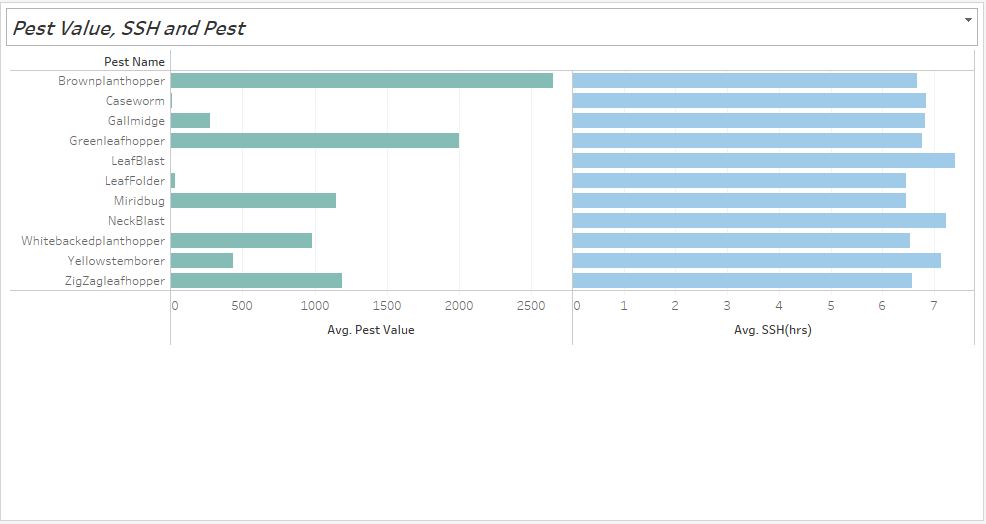 Pest Value, SSH and Pest
Pest Name
Brownplanthopper
Caseworm
Gallmidge
Greenleafhopper
LeafBlast
LeafFolder
Miridbug
NeckBlast
Whitebackedplanthopper
Yellowstemborer
ZigZagleafhopper
0 500 1000 1500 2000 2500 0 1 2 3 4 5 6 7
Avg. Pest Value Avg. SSH(hrs)